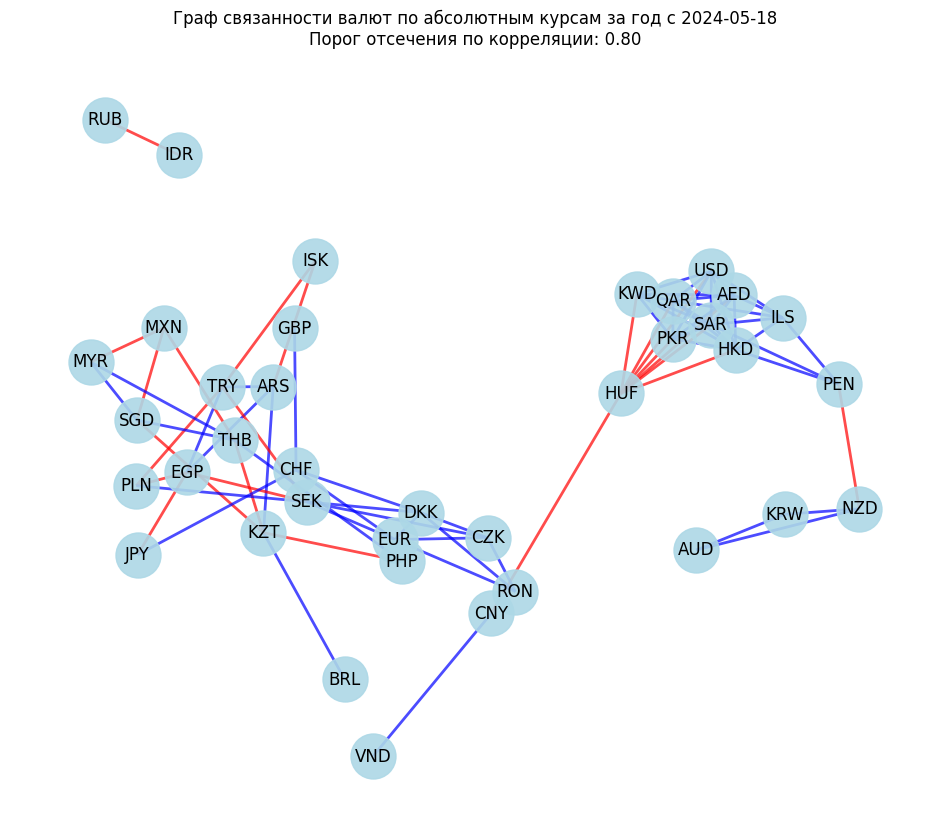 Граф связанности валют по абсолютным курсам за год с 2024-05-18
Порог отсечения по корреляции: 0.80
RUB
IDR
ISK
USD
KWD
QAR
AED
ILS
SAR
MXN
GBP
PKR
HKD
MYR
TRY
ARS
HUF
PEN
SGD
THB
EGP
CHF
PLN
SEK
DKK
KRW
NZD
KZT
EUR
CZK
JPY
PHP
AUD
RON
CNY
BRL
VND